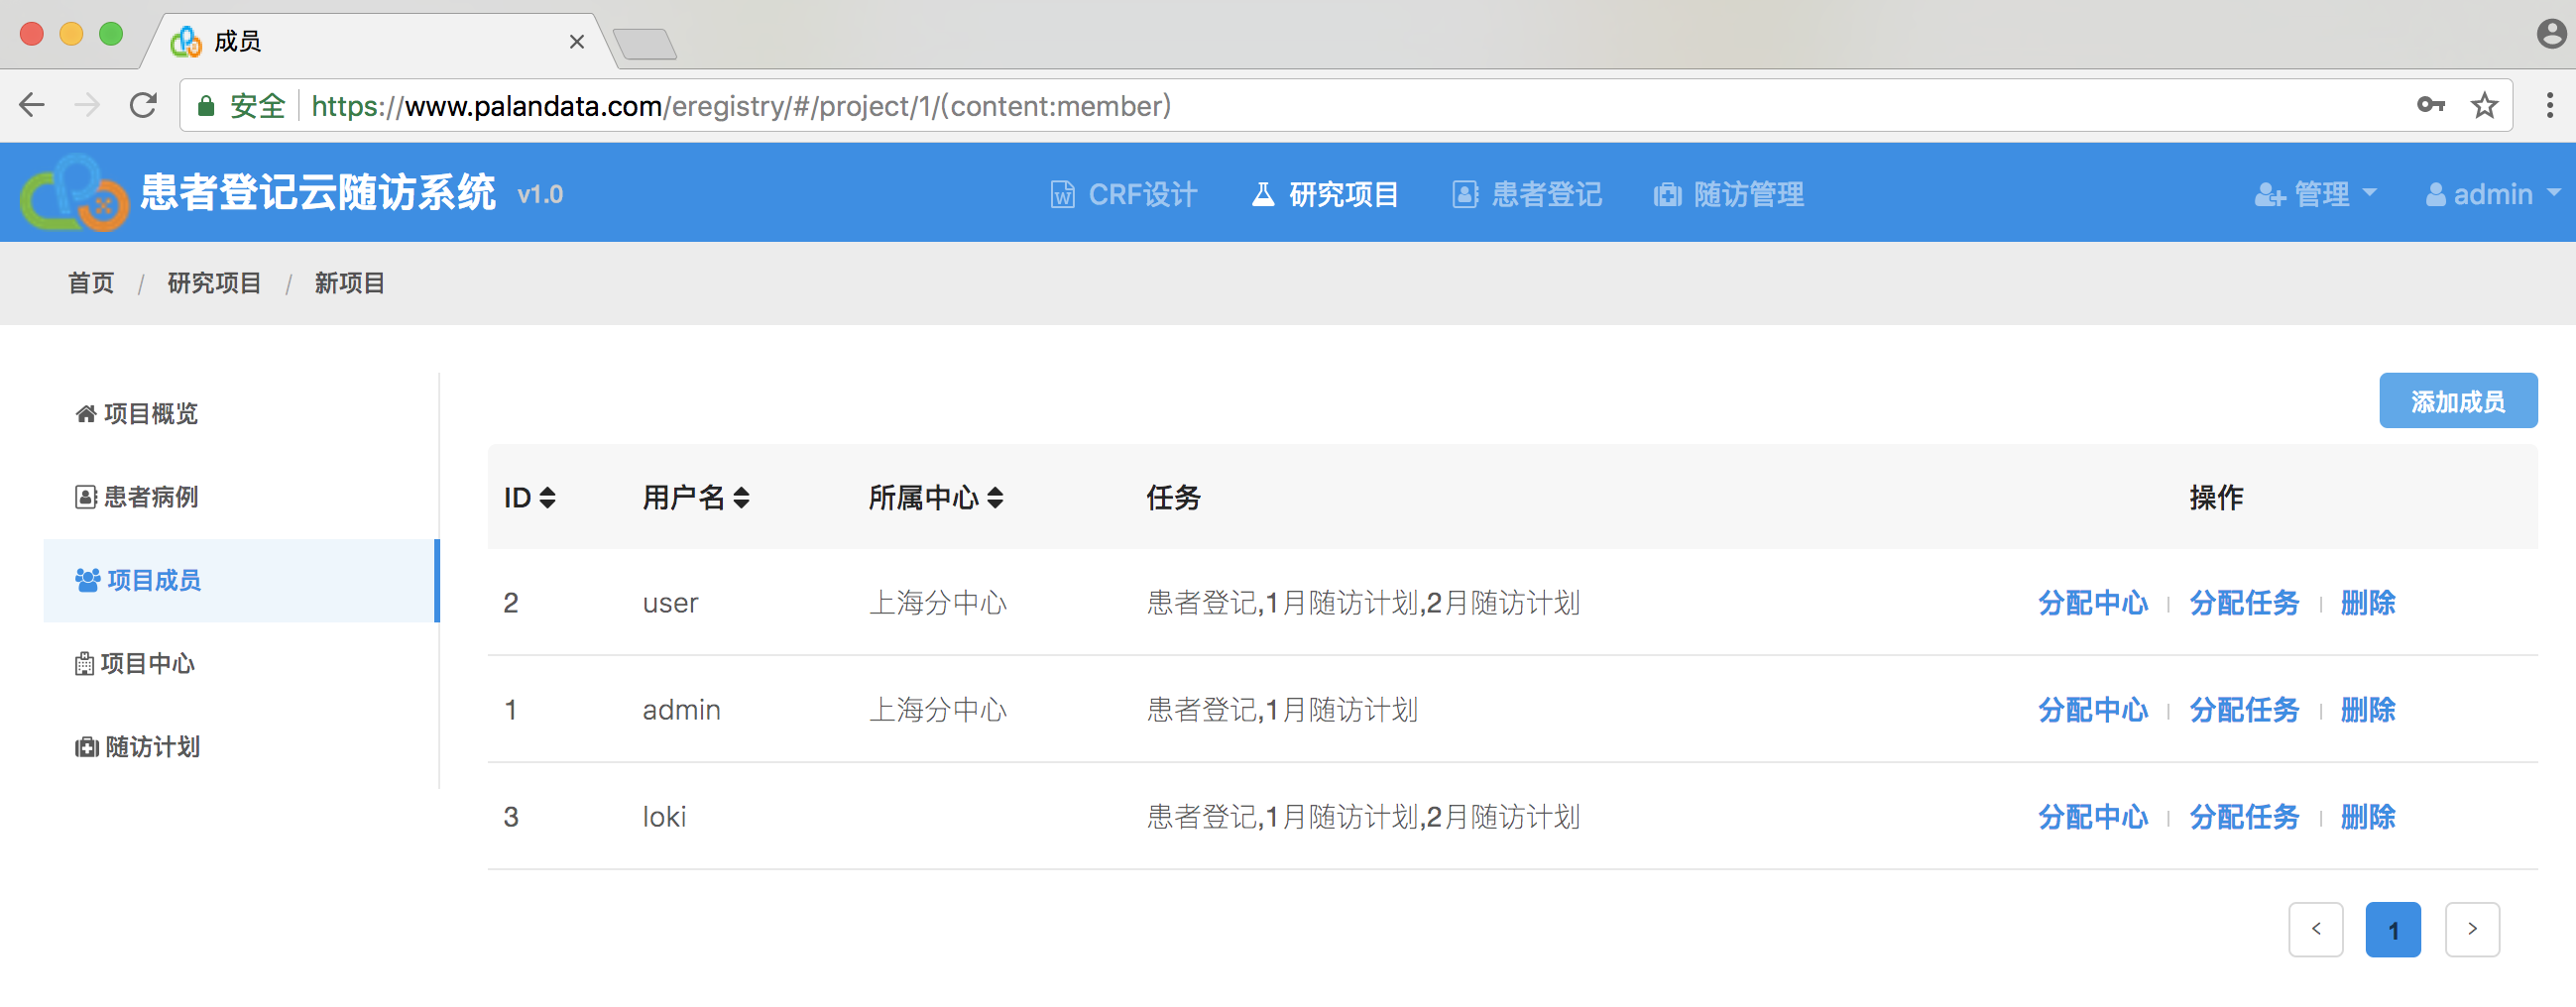 成员
安全 https://www.palandata.com/eregistry/#/project/1/(content:member)
患者登记云随访系统 v1.0 CRF设计 研究项目 患者登记 随访管理 管理 admin
首页 / 研究项目 / 新项目
项目概览
患者病例
项目成员
项目中心
随访计划
添加成员
ID 用户名 所属中心 任务 操作
2 user 上海分中心 患者登记,1月随访计划,2月随访计划 分配中心 分配任务 删除
1 admin 上海分中心 患者登记,1月随访计划 分配中心 分配任务 删除
3 loki 患者登记,1月随访计划,2月随访计划 分配中心 分配任务 删除
< 1 >